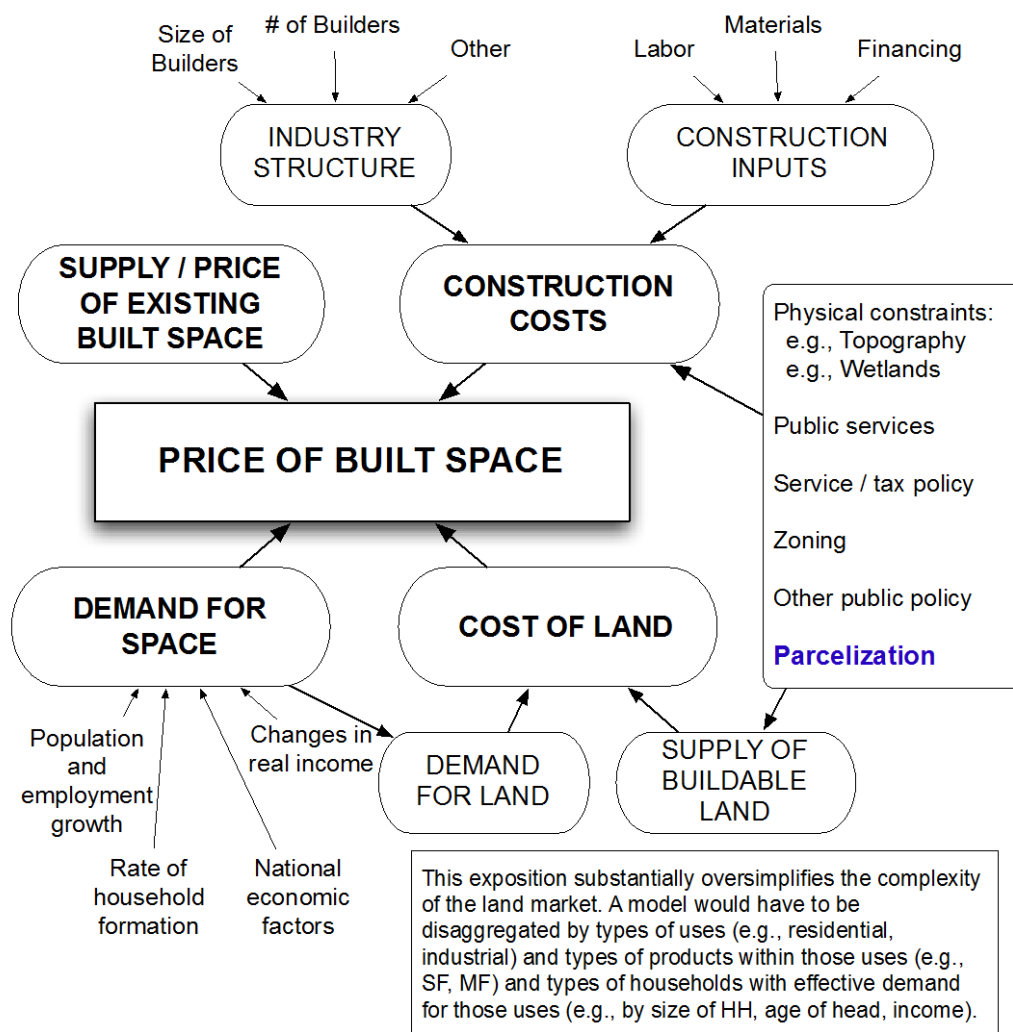 Size of
Builders
# of Builders
Other
Labor
Materials
Financing
INDUSTRY
STRUCTURE
CONSTRUCTION
INPUTS
SUPPLY / PRICE
OF EXISTING
BUILT SPACE
CONSTRUCTION
COSTS
Physical constraints:
e.g., Topography
e.g., Wetlands
Public services
Service / tax policy
Zoning
Other public policy
Parcelization
PRICE OF BUILT SPACE
DEMAND FOR
SPACE
COST OF LAND
Population
and
employment
growth
Changes in
real income
DEMAND
FOR LAND
SUPPLY OF
BUILDABLE
LAND
Rate of
household
formation
National
economic
factors
This exposition substantially oversimplifies the complexity
of the land market. A model would have to be
disaggregated by types of uses (e.g., residential,
industrial) and types of products within those uses (e.g.,
SF, MF) and types of households with effective demand
for those uses (e.g., by size of HH, age of head, income).